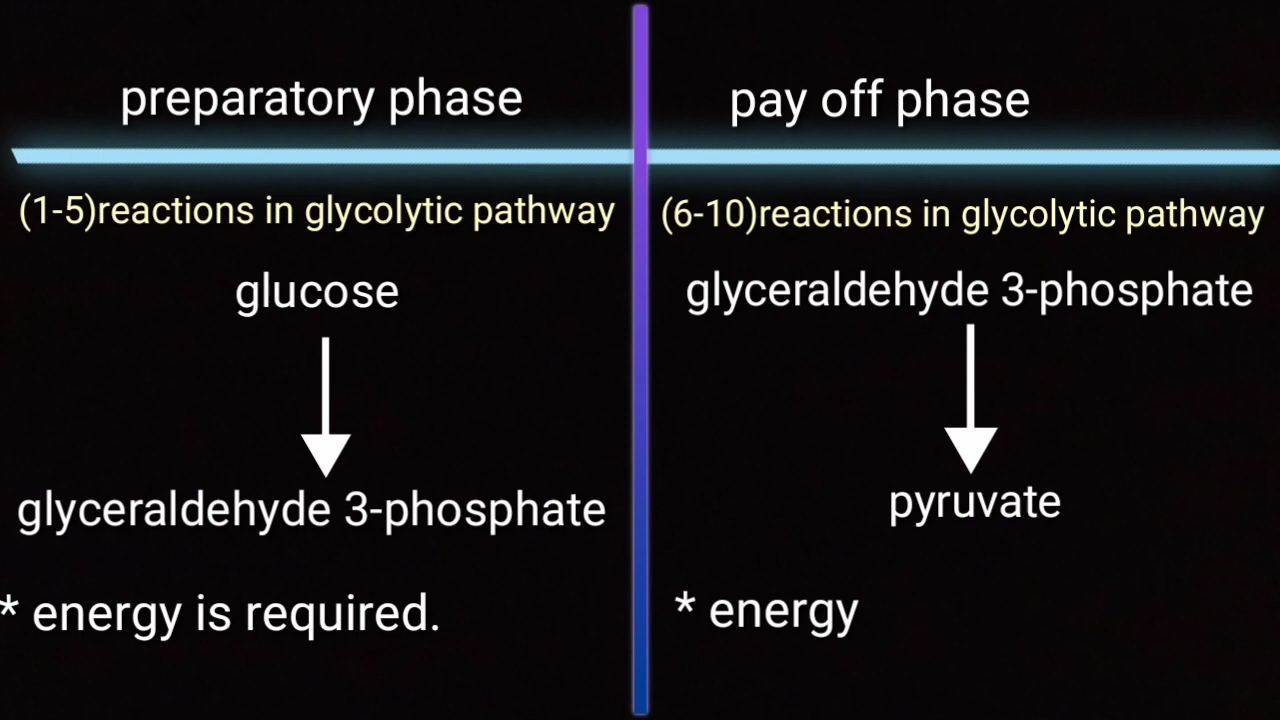 preparatory phase
(1-5)reactions in glycolytic pathway
glucose
glyceraldehyde 3-phosphate
* energy is required.
pay off phase
(6-10)reactions in glycolytic pathway
glyceraldehyde 3-phosphate
pyruvate
* energy